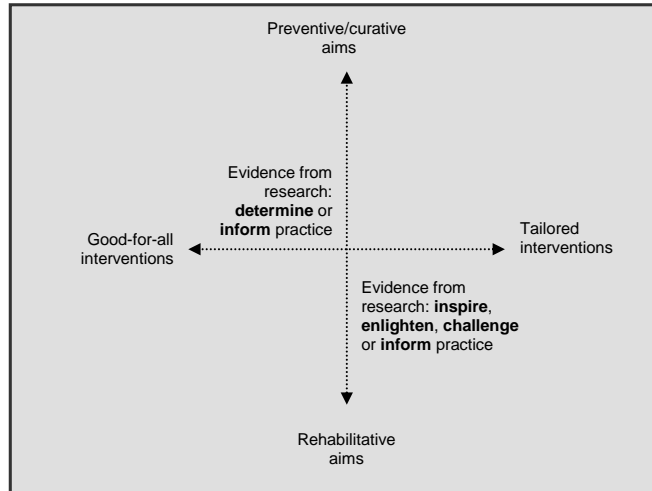 Preventive/curative
aims
Evidence from
research:
determine or
inform practice
Good-for-all
interventions
Tailored
interventions
Evidence from
research: inspire,
enlighten, challenge
or inform practice
Rehabilitative
aims